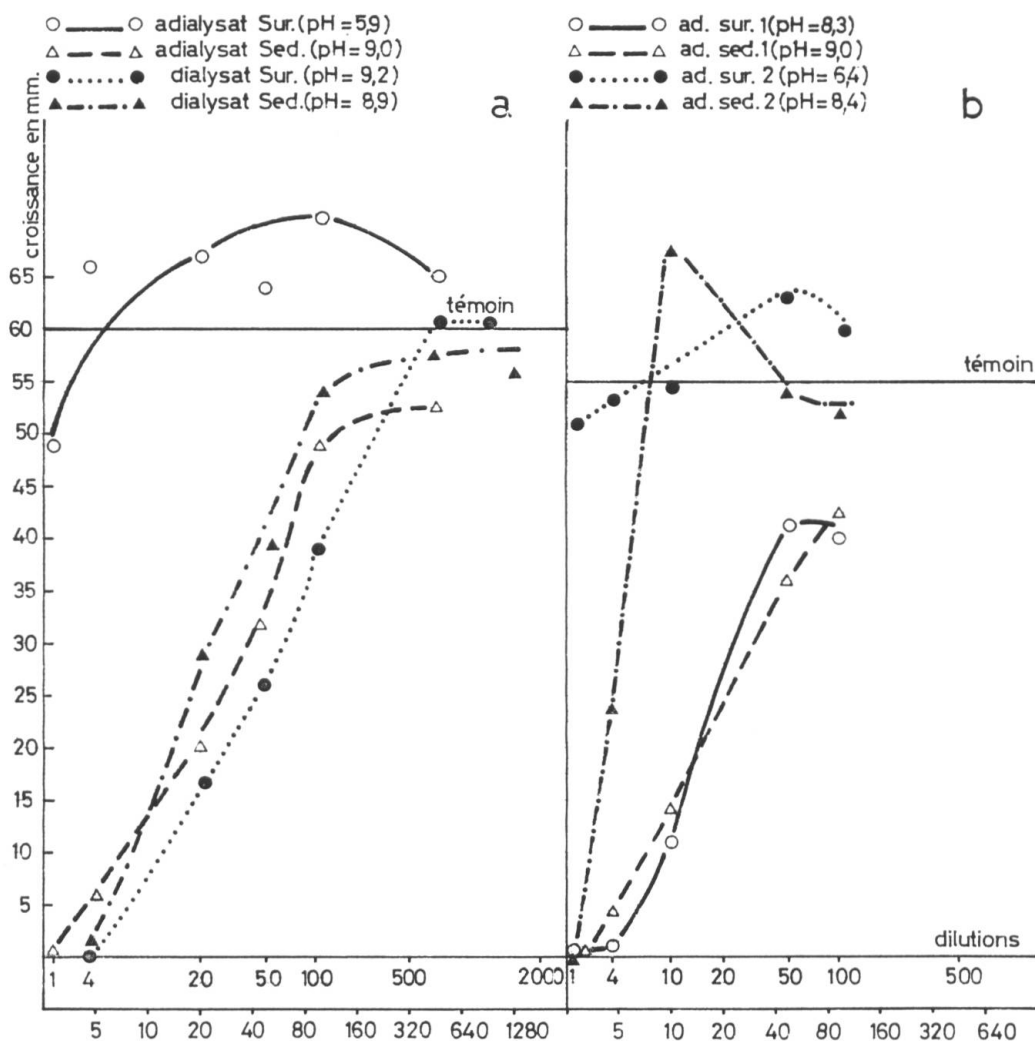 adialysat Sur.(pH=5,9)
adialysat Sed.(pH=9,0)
dialysat Sur.(pH=9,2)
dialysat Sed.(pH=8,9)
a
ad. sur. 1(pH=8,3)
ad. sed.1(pH=9,0)
ad. sur. 2 (pH=6,4)
ad. sed. 2 (pH=8,4)
b
croissance en mm.
65
60
55
50
45
40
35
30
25
20
15
10
5
témoin
témoin
dilutions
1 4 20 50 100 500 2000
1 4 10 50 100 500
5 10 20 40 80 160 320 640 1280
5 10 20 40 80 160 320 640